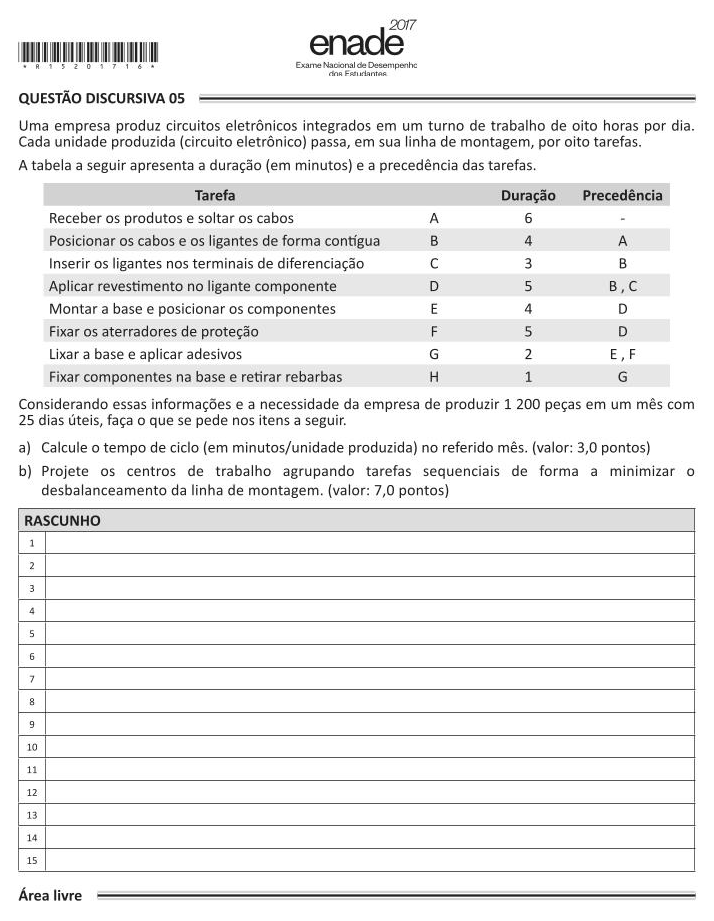 2017
enade
Exame Nacional de Desempenho
dos Estudantes
* R 1 5 2 0 1 7 1 6 *
QUESTÃO DISCURSIVA 05
Uma empresa produz circuitos eletrônicos integrados em um turno de trabalho de oito horas por dia.
Cada unidade produzida (circuito eletrônico) passa, em sua linha de montagem, por oito tarefas.
A tabela a seguir apresenta a duração (em minutos) e a precedência das tarefas.
Tarefa Duração Precedência
Receber os produtos e soltar os cabos A 6 -
Posicionar os cabos e os ligantes de forma contígua B 4 A
Inserir os ligantes nos terminais de diferenciação C 3 B
Aplicar revestimento no ligante componente D 5 B , C
Montar a base e posicionar os componentes E 4 D
Fixar os aterradores de proteção F 5 D
Lixar a base e aplicar adesivos G 2 E , F
Fixar componentes na base e retirar rebarbas H 1 G
Considerando essas informações e a necessidade da empresa de produzir 1 200 peças em um mês com
25 dias úteis, faça o que se pede nos itens a seguir.
a) Calcule o tempo de ciclo (em minutos/unidade produzida) no referido mês. (valor: 3,0 pontos)
b) Projete os centros de trabalho agrupando tarefas sequenciais de forma a minimizar o
desbalanceamento da linha de montagem. (valor: 7,0 pontos)
RASCUNHO
1
2
3
4
5
6
7
8
9
10
11
12
13
14
15
Área livre